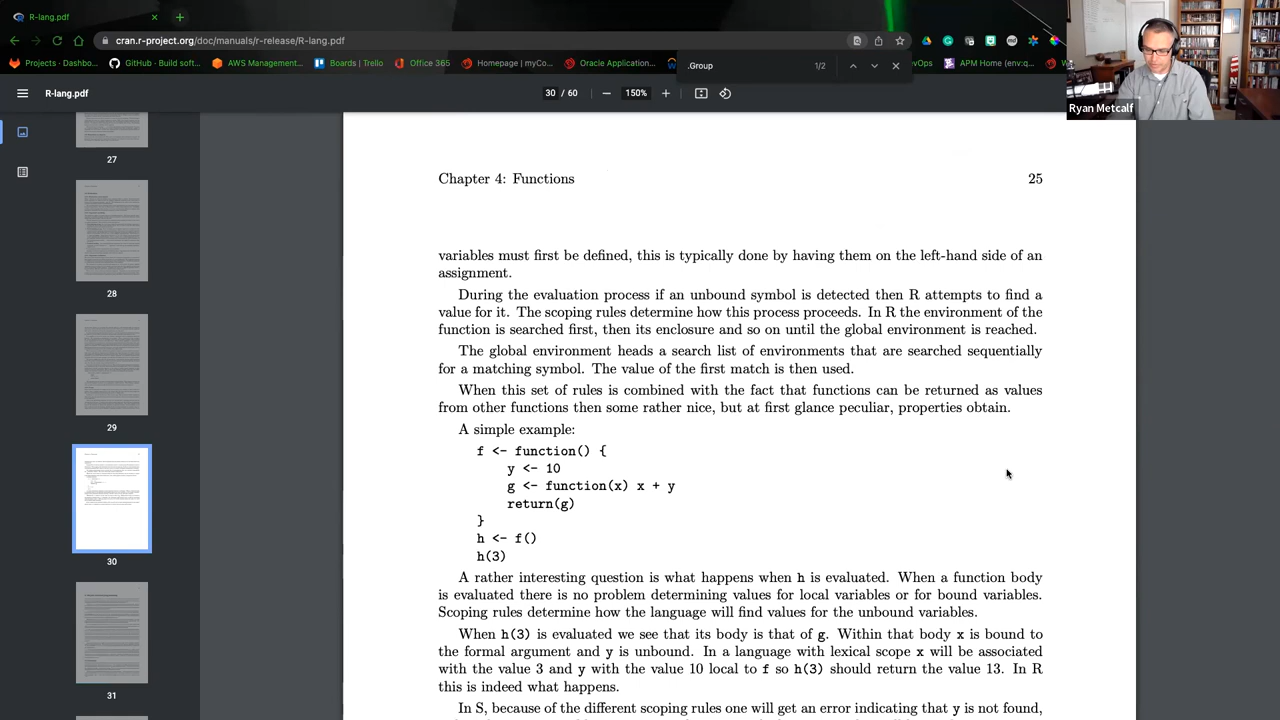 R-lang.pdf
cran.r-project.org/doc/manuals/r-release/R-lang.pdf
Projects - Dashbo...
GitHub - Build soft...
AWS Management...
Boards | Trello
Office 365
Homepage | myCo...
Oracle Application...
.Group
1/2
APM Home (env:q...
R-lang.pdf
30 / 60
150%
Ryan Metcalf
27
28
29
30
31
Chapter 4: Functions 25
variables must first be defined, this is typically done by having them on the left-hand side of an
assignment.
During the evaluation process if an unbound symbol is detected then R attempts to find a
value for it. The scoping rules determine how this process proceeds. In R the environment of the
function is searched first, then its enclosure and so on until the global environment is reached.
The global environment heads a search list of environments that are searched sequentially
for a matching symbol. The value of the first match is then used.
When this set of rules is combined with the fact that functions can be returned as values
from other functions then some rather nice, but at first glance peculiar, properties obtain.
A simple example:
f <- function() {
y <- 10
g <- function(x) x + y
return(g)
}
h <- f()
h(3)
A rather interesting question is what happens when h is evaluated. When a function body
is evaluated there is no problem determining values for local variables or for bound variables.
Scoping rules determine how the language will find values for the unbound variables.
When h(3) is evaluated we see that its body is that of g. Within that body x is bound to
the formal argument and y is unbound. In a language with lexical scope x will be associated
with the value 3 and y with the value 10 local to f so h(3) should return the value 13. In R
this is indeed what happens.
In S, because of the different scoping rules one will get an error indicating that y is not found,